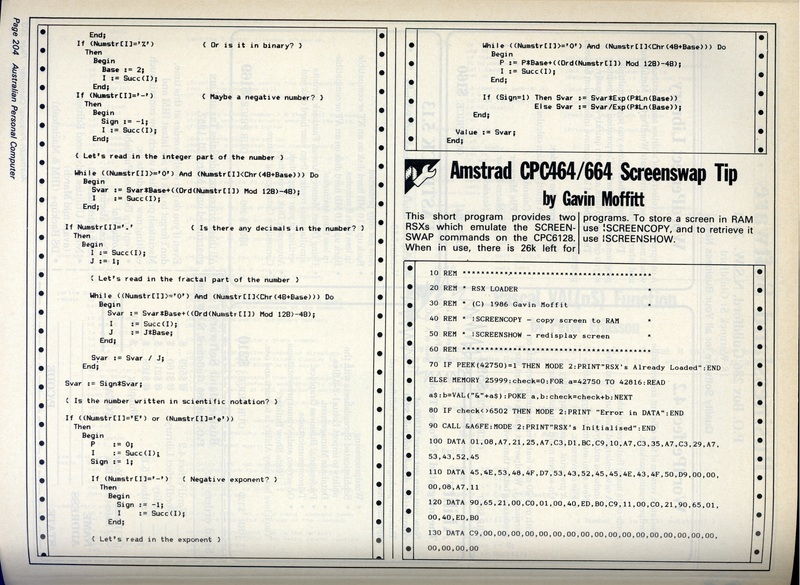 End;
If (Numstr[I]='%') { Or is it in binary? }
Then
Begin
Base := 2;
I := Succ(I);
End;
If (Numstr[I]='-') { Maybe a negative number? }
Then
Begin
Sign := -1;
I := Succ(I);
End;
{ Let's read in the integer part of the number }
While ((Numstr[I])>='0') And (Numstr[I]<Chr(48+Base)) Do
Begin
Svar := Svar*Base+((Ord(Numstr[I]) Mod 128)-48);
I := Succ(I);
End;
If Numstr[I]='.' { Is there any decimals in the number? }
Then
Begin
I := Succ(I);
J := 1;
{ Let's read in the fractal part of the number }
While ((Numstr[I])>='0') And (Numstr[I]<Chr(48+Base)) Do
Begin
Svar := Svar*Base+((Ord(Numstr[I]) Mod 128)-48);
I := Succ(I);
J := J*Base;
End;
Svar := Svar / J;
End;
Svar := Sign*Svar;
{ Is the number written in scientific notation? }
If ((Numstr[I]='E') or (Numstr[I]='e'))
Then
Begin
P := 0;
I := Succ(I);
Sign := 1;
If (Numstr[I]='-') { Negative exponent? }
Then
Begin
Sign := -1;
I := Succ(I);
End;
{ Let's read in the exponent }
While ((Numstr[I])>='0') And (Numstr[I]<Chr(48+Base)) Do
Begin
P := P*Base+((Ord(Numstr[I]) Mod 128)-48);
I := Succ(I);
End;
If (Sign=1) Then Svar := Svar*Exp(P*Ln(Base))
Else Svar := Svar/Exp(P*Ln(Base));
End;
Value := Svar;
End;
Amstrad CPC464/664 Screenswap Tip
by Gavin Moffitt
This short program provides two
RSXs which emulate the SCREEN-
SWAP commands on the CPC6128.
When in use, there is 26k left for
programs. To store a screen in RAM
use !SCREENCOPY, and to retrieve it
use !SCREENSHOW.
10 REM ****************************************
20 REM * RSX LOADER *
30 REM * (C) 1986 Gavin Moffit *
40 REM * !SCREENCOPY - copy screen to RAM *
50 REM * !SCREENSHOW - redisplay screen *
60 REM ****************************************
70 IF PEEK(42750)=1 THEN MODE 2:PRINT"RSX's Already Loaded":END
ELSE MEMORY 25999:check=0:FOR a=42750 TO 42816:READ
a$:b=VAL("&"+a$):POKE a,b:check=check+b:NEXT
80 IF check<>6502 THEN MODE 2:PRINT "Error in DATA":END
90 CALL &A6FE:MODE 2:PRINT"RSX's Initialised":END
100 DATA 01,08,A7,21,25,A7,C3,D1,BC,C9,10,A7,C3,35,A7,C3,29,A7,
53,43,52,45
110 DATA 45,4E,53,48,4F,D7,53,43,52,45,45,4E,43,4F,50,D9,00,00,
00,08,A7,11
120 DATA 90,65,21,00,C0,01,00,40,ED,B0,C9,11,00,C0,21,90,65,01,
00,40,ED,B0
130 DATA C9,00,00,00,00,00,00,00,00,00,00,00,00,00,00,00,00,00,
00,00,00,00
Page 204 Australian Personal Computer